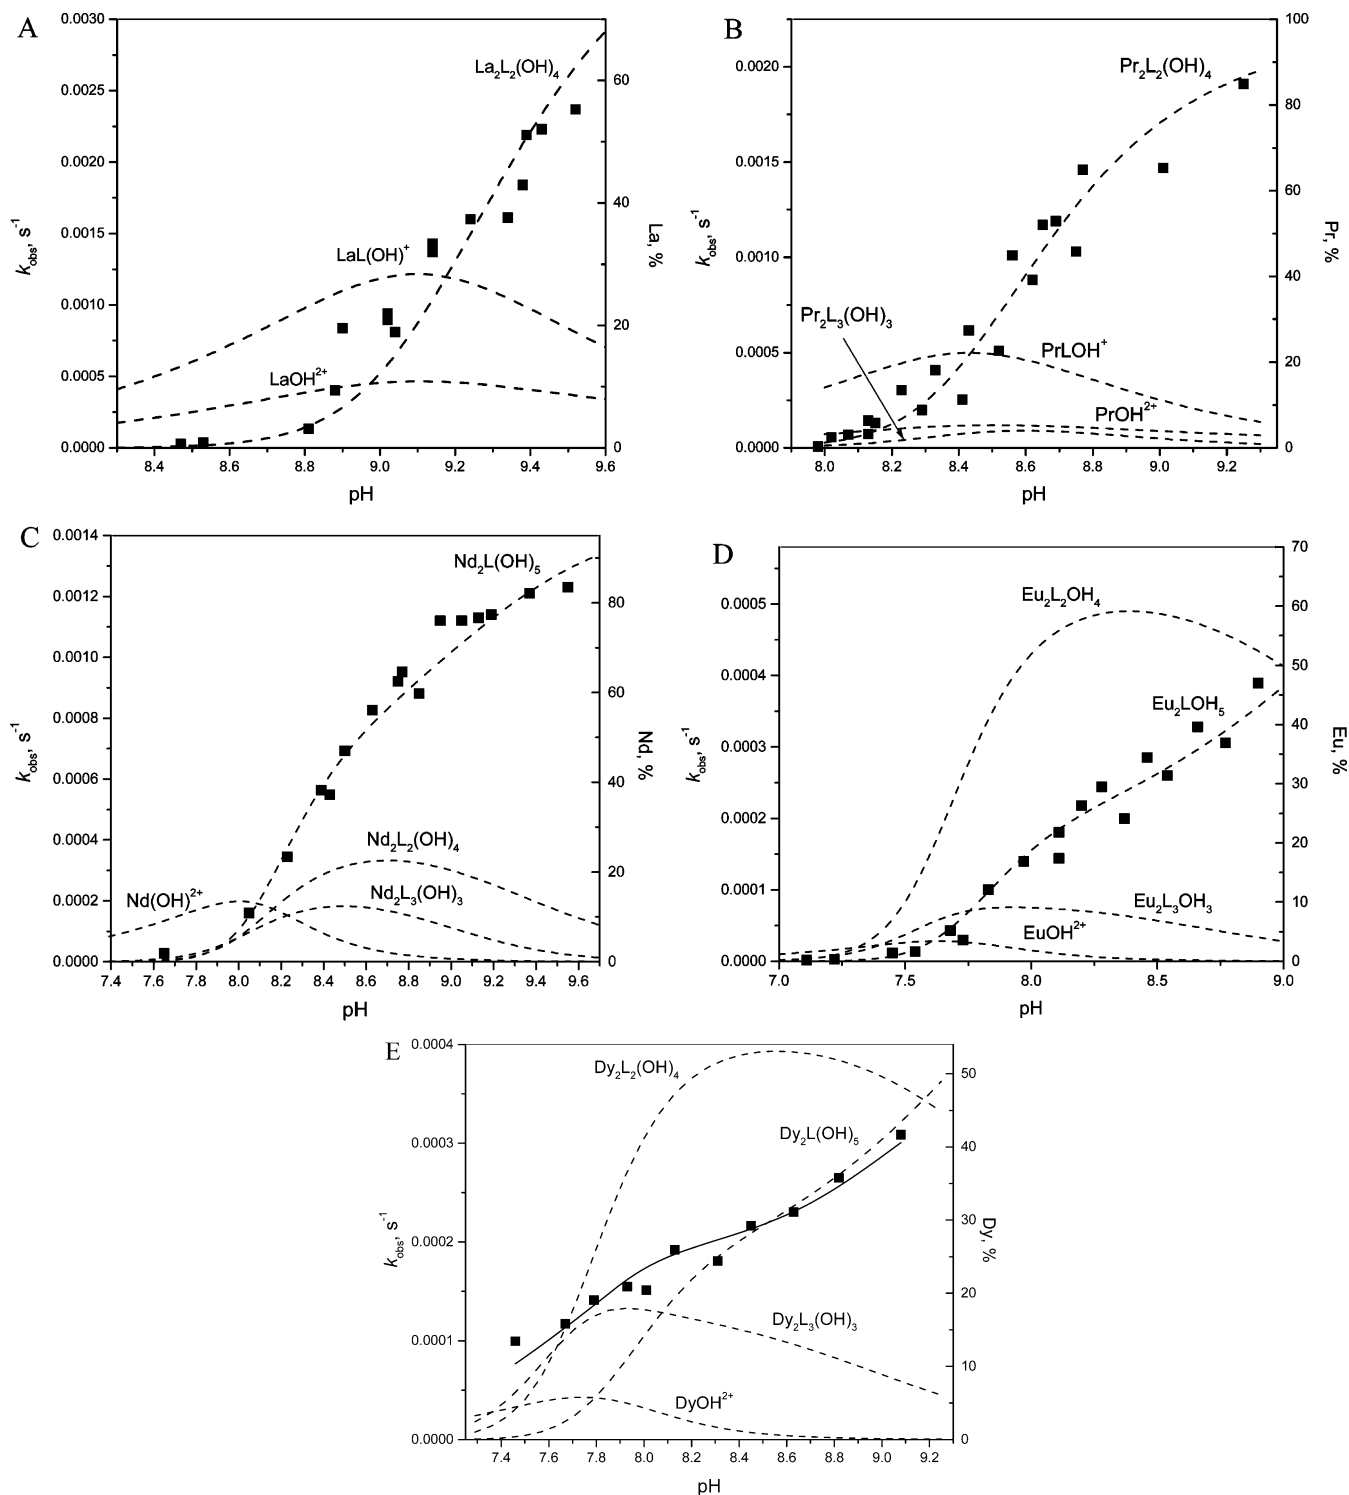 A
0.0030
0.0025
0.0020
0.0015
0.0010
0.0005
0.0000
k_obs, s⁻¹
La₂L₂(OH)₄
LaL(OH)⁺
LaOH²⁺
60
40
20
0
La, %
8.4 8.6 8.8 9.0 9.2 9.4 9.6
pH
B
0.0020
0.0015
0.0010
0.0005
0.0000
k_obs, s⁻¹
Pr₂L₂(OH)₄
Pr₂L₃(OH)₃
PrLOH⁺
PrOH²⁺
100
80
60
40
20
0
Pr, %
8.0 8.2 8.4 8.6 8.8 9.0 9.2
pH
C
0.0014
0.0012
0.0010
0.0008
0.0006
0.0004
0.0002
0.0000
k_obs, s⁻¹
Nd₂L(OH)₅
Nd₂L₂(OH)₄
Nd₂L₃(OH)₃
Nd(OH)²⁺
80
60
40
20
0
Nd, %
7.4 7.6 7.8 8.0 8.2 8.4 8.6 8.8 9.0 9.2 9.4 9.6
pH
D
0.0005
0.0004
0.0003
0.0002
0.0001
0.0000
k_obs, s⁻¹
Eu₂L₂OH₄
Eu₂LOH₅
Eu₂L₃OH₃
EuOH²⁺
70
60
50
40
30
20
10
0
Eu, %
7.0 7.5 8.0 8.5 9.0
pH
E
0.0004
0.0003
0.0002
0.0001
0.0000
k_obs, s⁻¹
Dy₂L₂(OH)₄
Dy₂L(OH)₅
Dy₂L₃(OH)₃
DyOH²⁺
50
40
30
20
10
0
Dy, %
7.4 7.6 7.8 8.0 8.2 8.4 8.6 8.8 9.0 9.2
pH